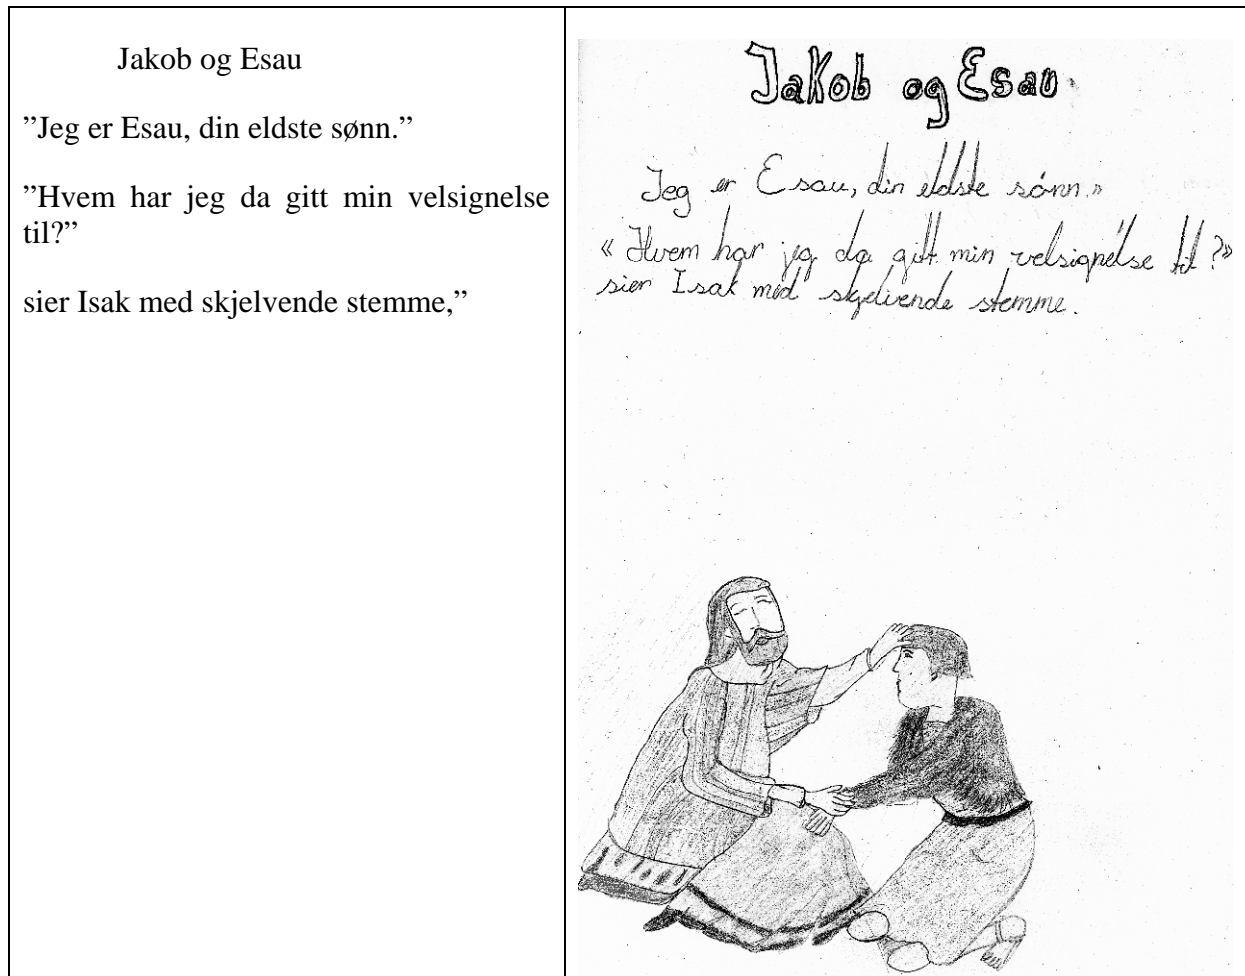 Jakob og Esau
”Jeg er Esau, din eldste sønn.”
”Hvem har jeg da gitt min velsignelse
til?”
sier Isak med skjelvende stemme,”
JaKob og Esau
Jeg er Esau, din eldste sønn.»
« Hvem har jeg da gitt min velsignelse til?»
sier Isak med skjelvende stemme.